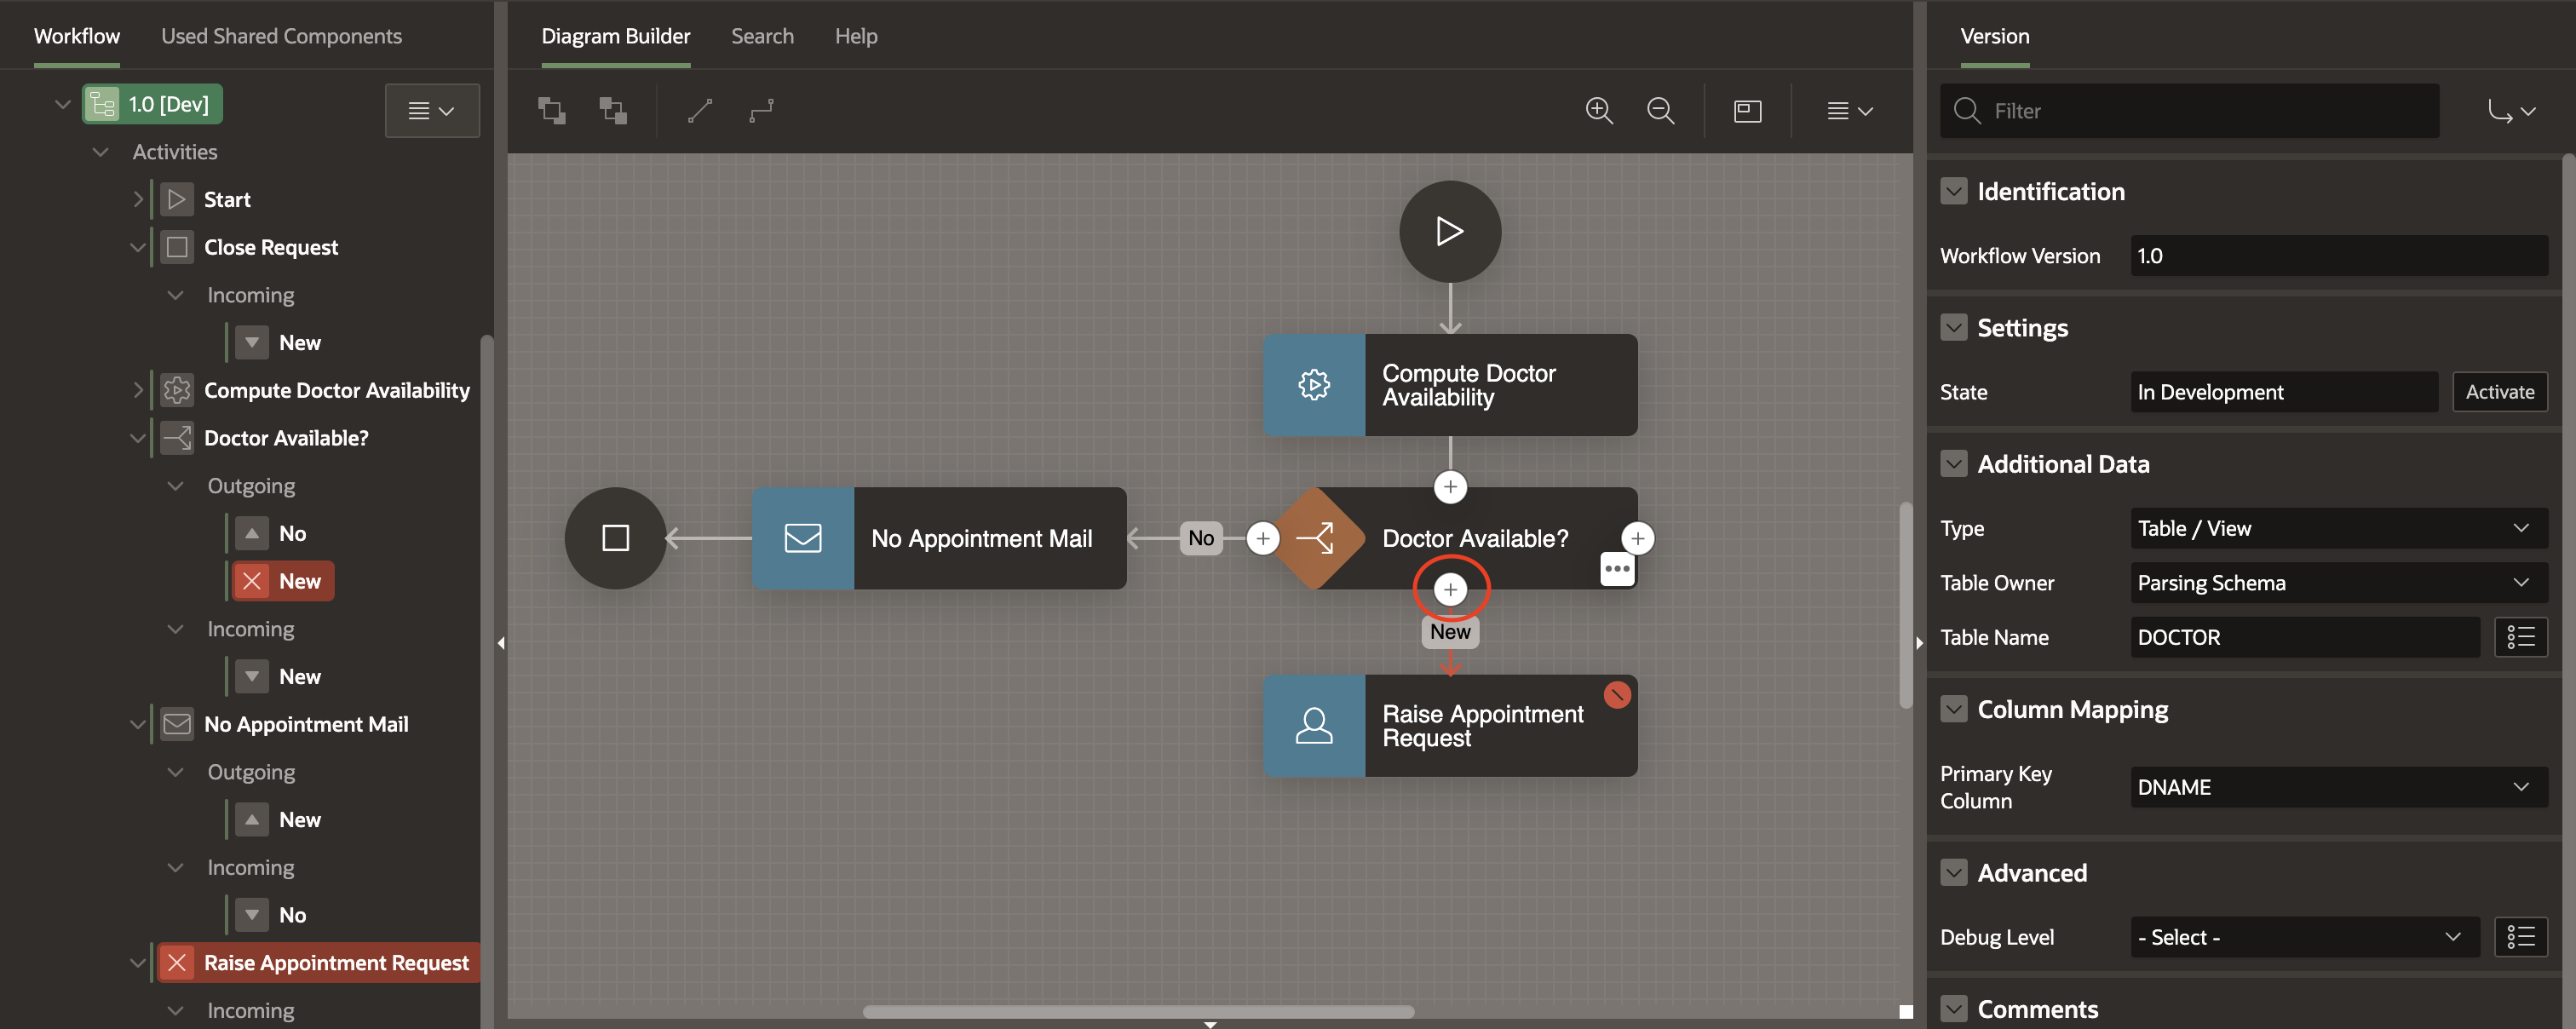 Workflow
Used Shared Components
1.0 [Dev]
Activities
Start
Close Request
Incoming
New
Compute Doctor Availability
Doctor Available?
Outgoing
No
New
Incoming
New
No Appointment Mail
Outgoing
New
Incoming
No
Raise Appointment Request
Incoming
Diagram Builder
Search
Help
Compute Doctor
Availability
No Appointment Mail
No
Doctor Available?
New
Raise Appointment
Request
Version
Filter
Identification
Workflow Version
1.0
Settings
State
In Development
Activate
Additional Data
Type
Table / View
Table Owner
Parsing Schema
Table Name
DOCTOR
Column Mapping
Primary Key
Column
DNAME
Advanced
Debug Level
- Select -
Comments